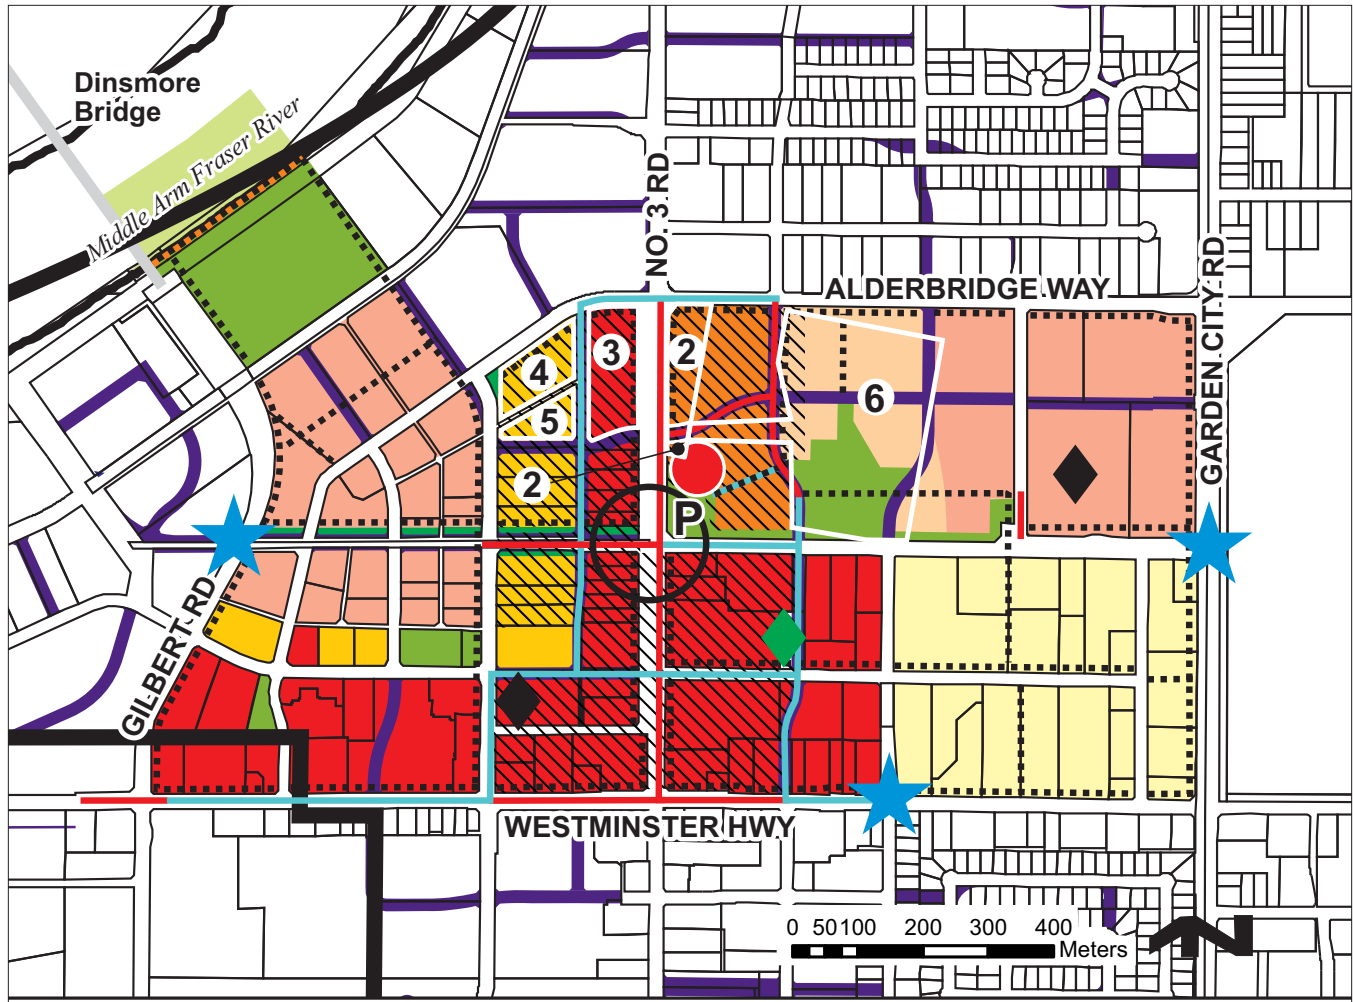 Dinsmore
Bridge
Middle Arm Fraser River
NO. 3 RD
ALDERBRIDGE WAY
GARDEN CITY RD
3
2
4
5
6
2
P
GILBERT RD
WESTMINSTER HWY
0 50 100 200 300 400
Meters